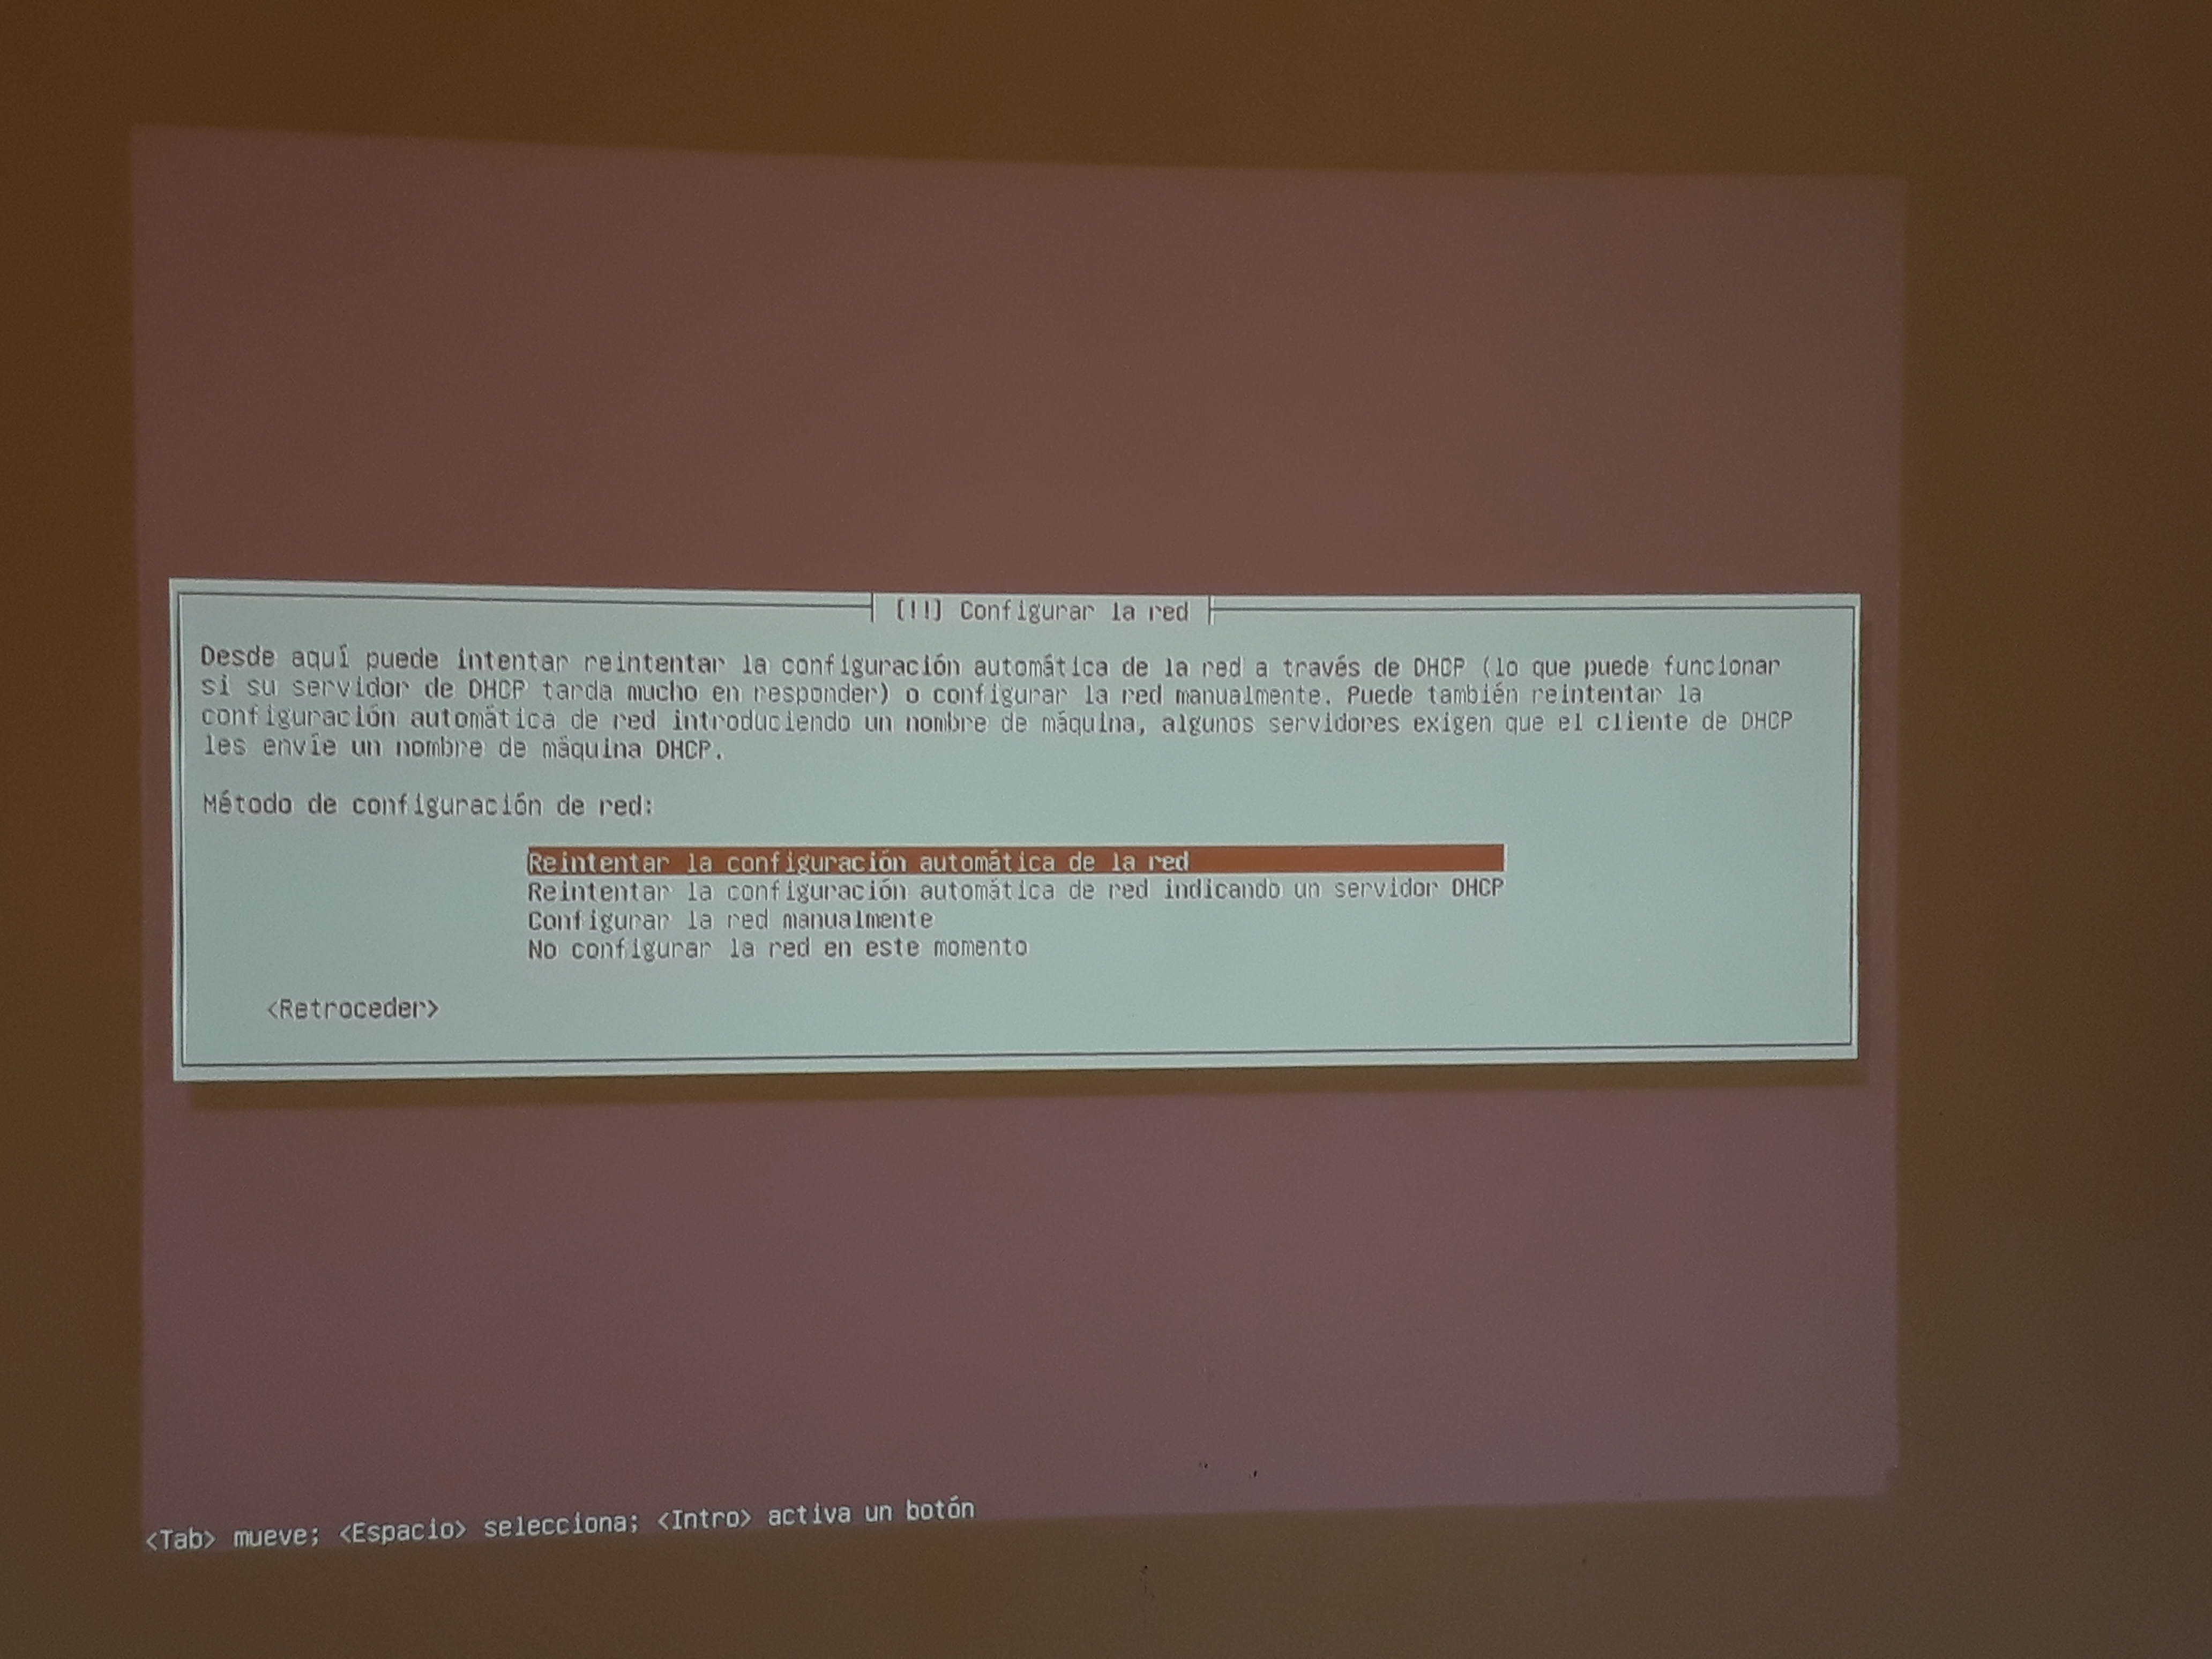 [!!] Configurar la red
Desde aquí puede intentar reintentar la configuración automática de la red a través de DHCP (lo que puede funcionar
si su servidor de DHCP tarda mucho en responder) o configurar la red manualmente. Puede también reintentar la
configuración automática de red introduciendo un nombre de máquina, algunos servidores exigen que el cliente de DHCP
les envíe un nombre de máquina DHCP.
Método de configuración de red:
Reintentar la configuración automática de la red
Reintentar la configuración automática de red indicando un servidor DHCP
Configurar la red manualmente
No configurar la red en este momento
<Retroceder>
<Tab> mueve; <Espacio> selecciona; <Intro> activa un botón